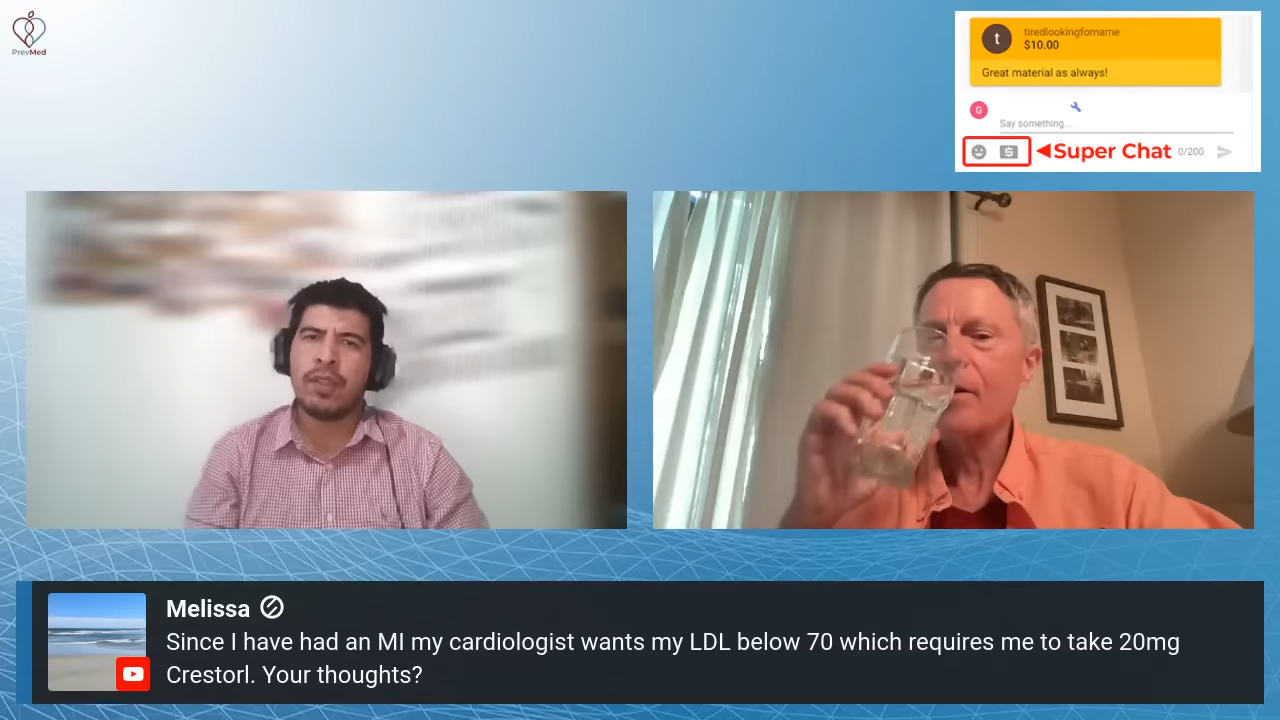 PrevMed
t
tiredlookingforname
$10.00
Great material as always!
G
Say something...
Super Chat
0/200
Melissa
Since I have had an MI my cardiologist wants my LDL below 70 which requires me to take 20mg
Crestorl. Your thoughts?